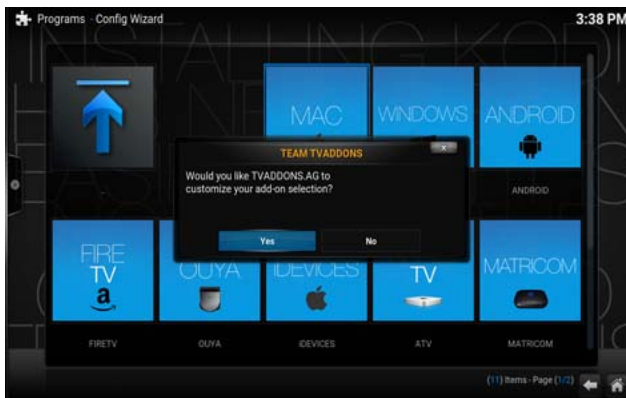 Programs - Config Wizard
3:38 PM
MAC
WINDOWS
ANDROID
TEAM TVADDONS
Would you like TVADDONS.AG to
customize your add-on selection?
Yes
No
ANDROID
FIRE
TV
OUYA
iDEVICES
TV
MATRICOM
FIRETV
OUYA
iDEVICES
ATV
MATRICOM
(11) Items - Page (1/2)